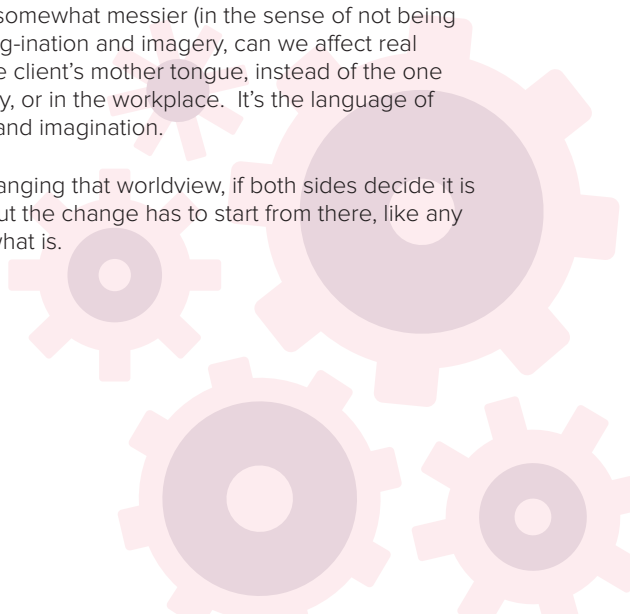 somewhat messier (in the sense of not being
g-ination and imagery, can we affect real
e client’s mother tongue, instead of the one
y, or in the workplace.  It’s the language of
and imagination.
anging that worldview, if both sides decide it is
ut the change has to start from there, like any
what is.